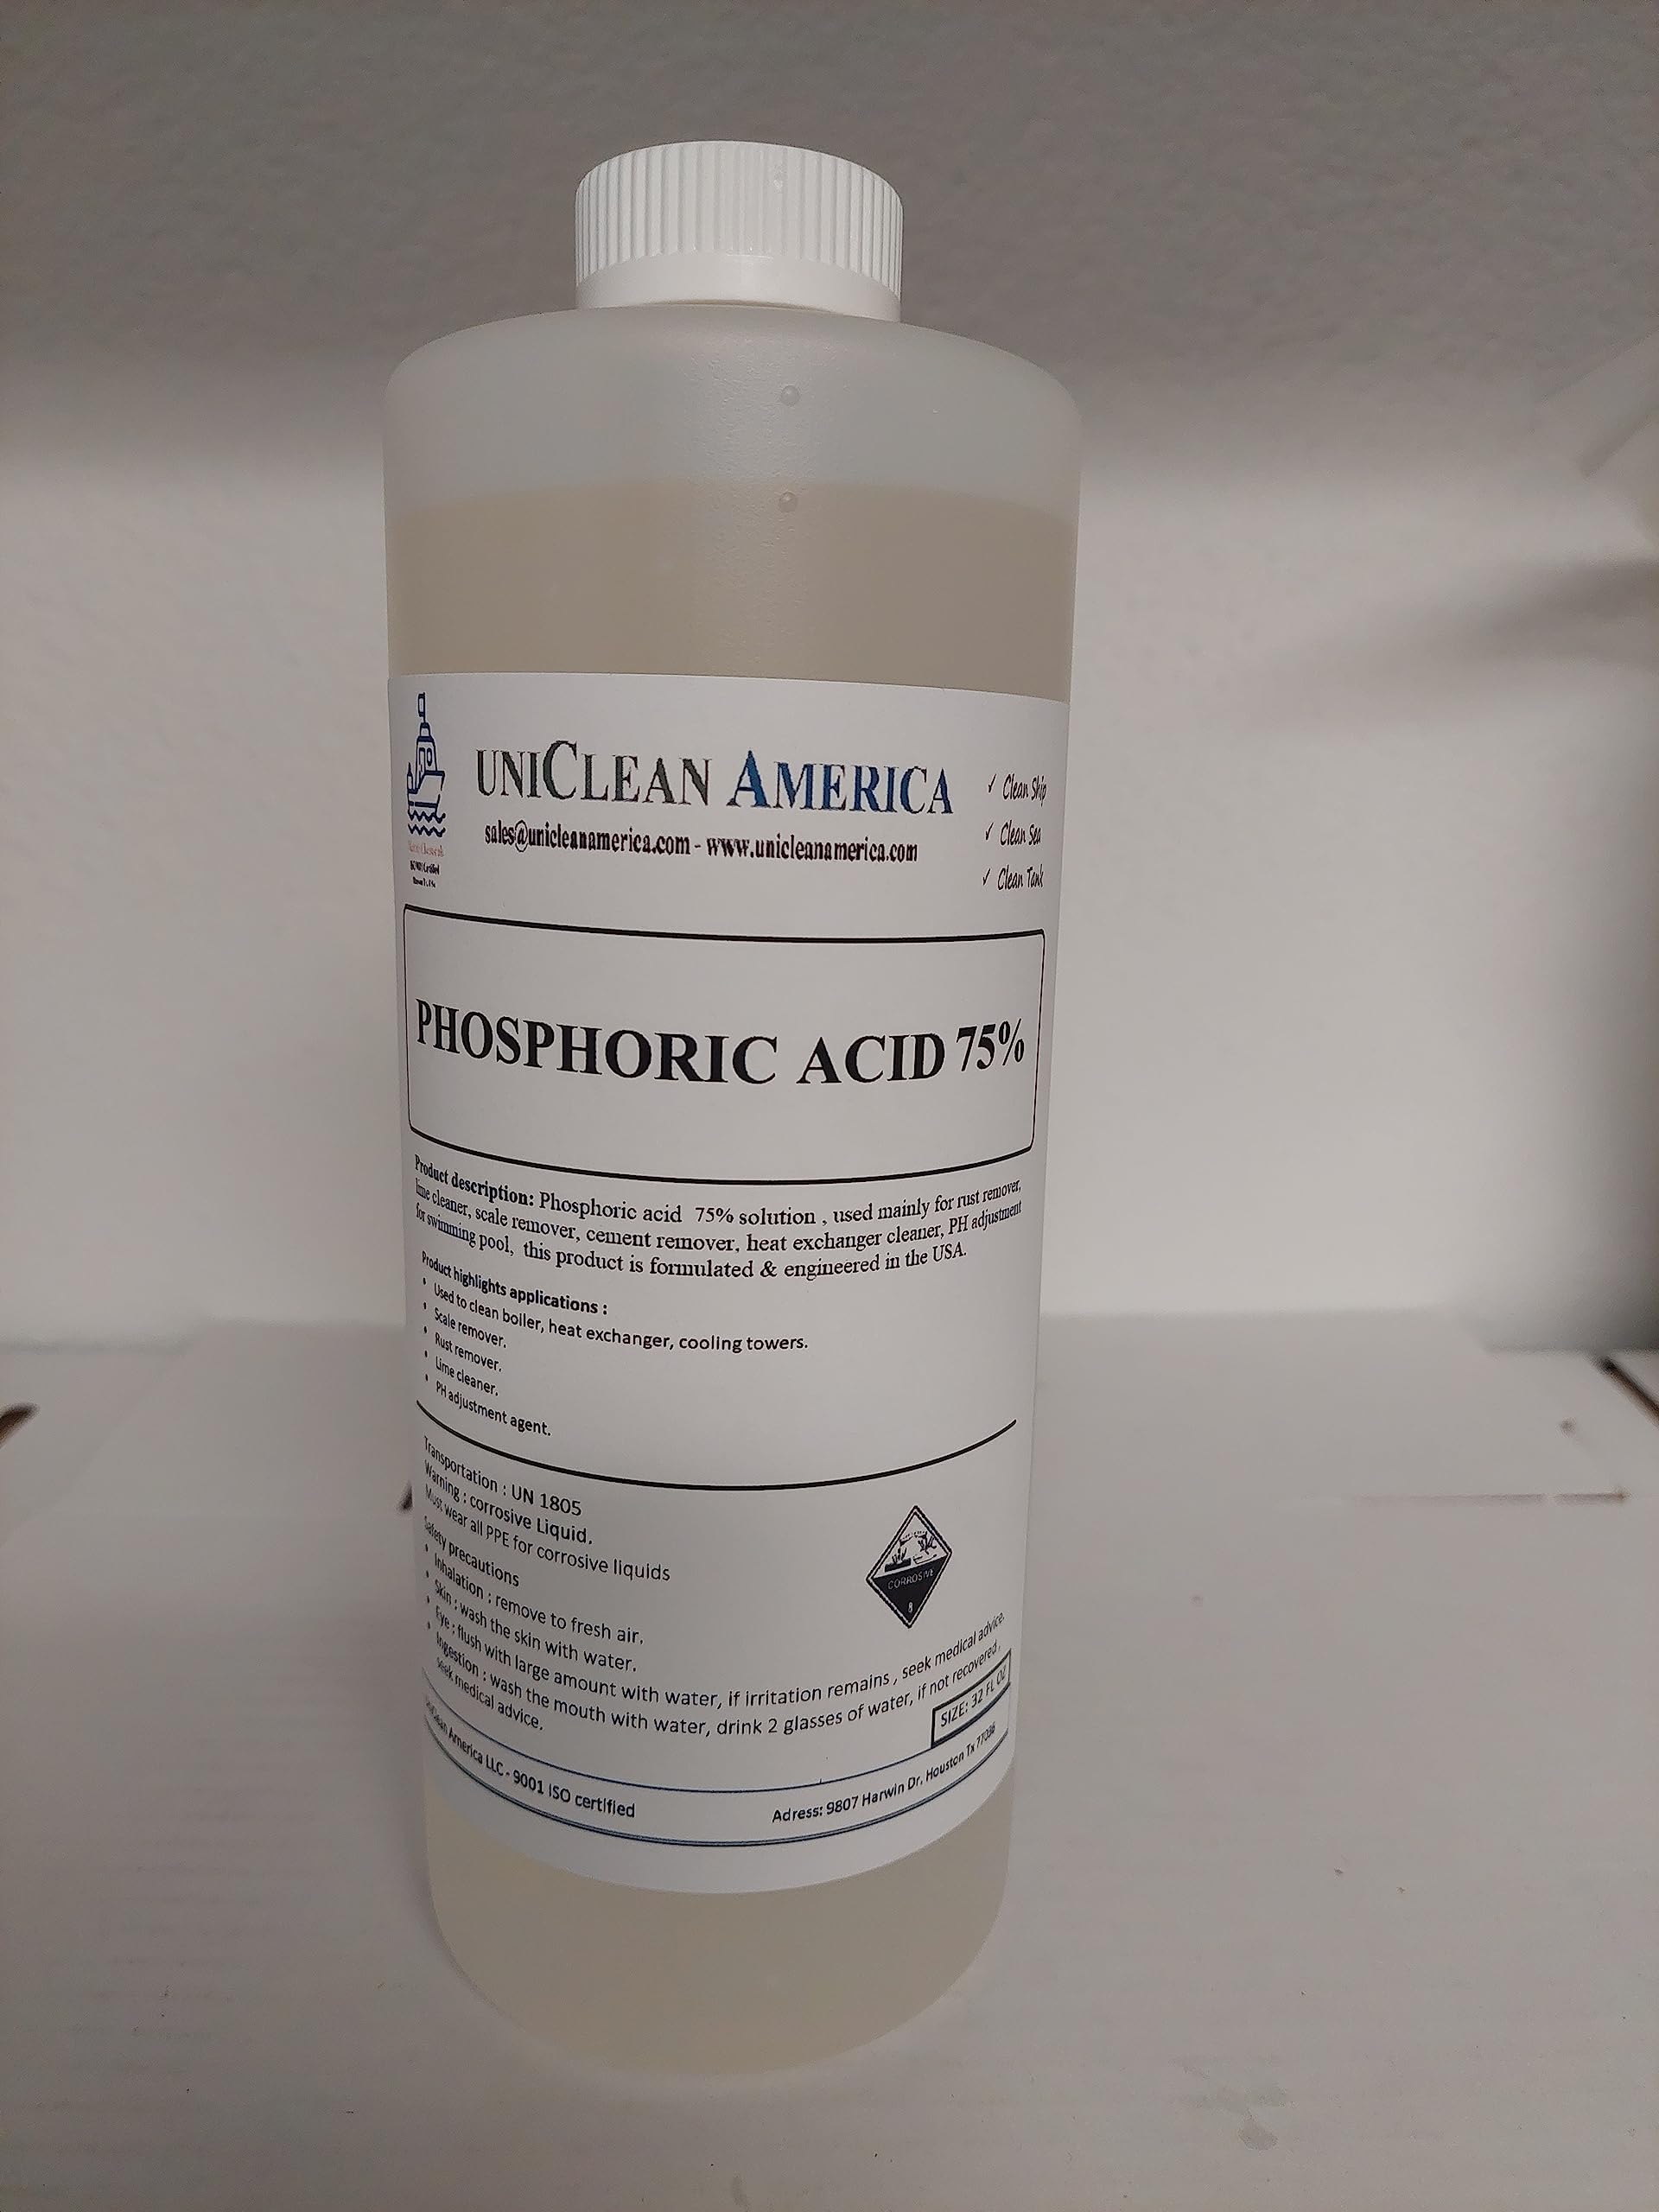 UNICLEAN AMERICA
sales@unicleanamerica.com - www.unicleanamerica.com
✓ Clean Ship
✓ Clean Sea
✓ Clean Tank
PHOSPHORIC ACID 75%
Product description: Phosphoric acid 75% solution , used mainly for rust remover,
lime cleaner, scale remover, cement remover, heat exchanger cleaner, PH adjustment
for swimming pool, this product is formulated & engineered in the USA.
Product highlights applications :
• Used to clean boiler, heat exchanger, cooling towers.
• Scale remover.
• Rust remover.
• Lime cleaner.
• PH adjustment agent.
Transportation : UN 1805
Warning : corrosive Liquid.
Must wear all PPE for corrosive liquids
Safety precautions
• Inhalation : remove to fresh air.
• Skin : wash the skin with water.
• Eye : flush with large amount with water, if irritation remains , seek medical advice.
• Ingestion : wash the mouth with water, drink 2 glasses of water, if not recovered ,
seek medical advice.
CORROSIVE
8
SIZE: 32 FL OZ
UniClean America LLC - 9001 ISO certified
Adress: 9807 Harwin Dr. Houston Tx 77036